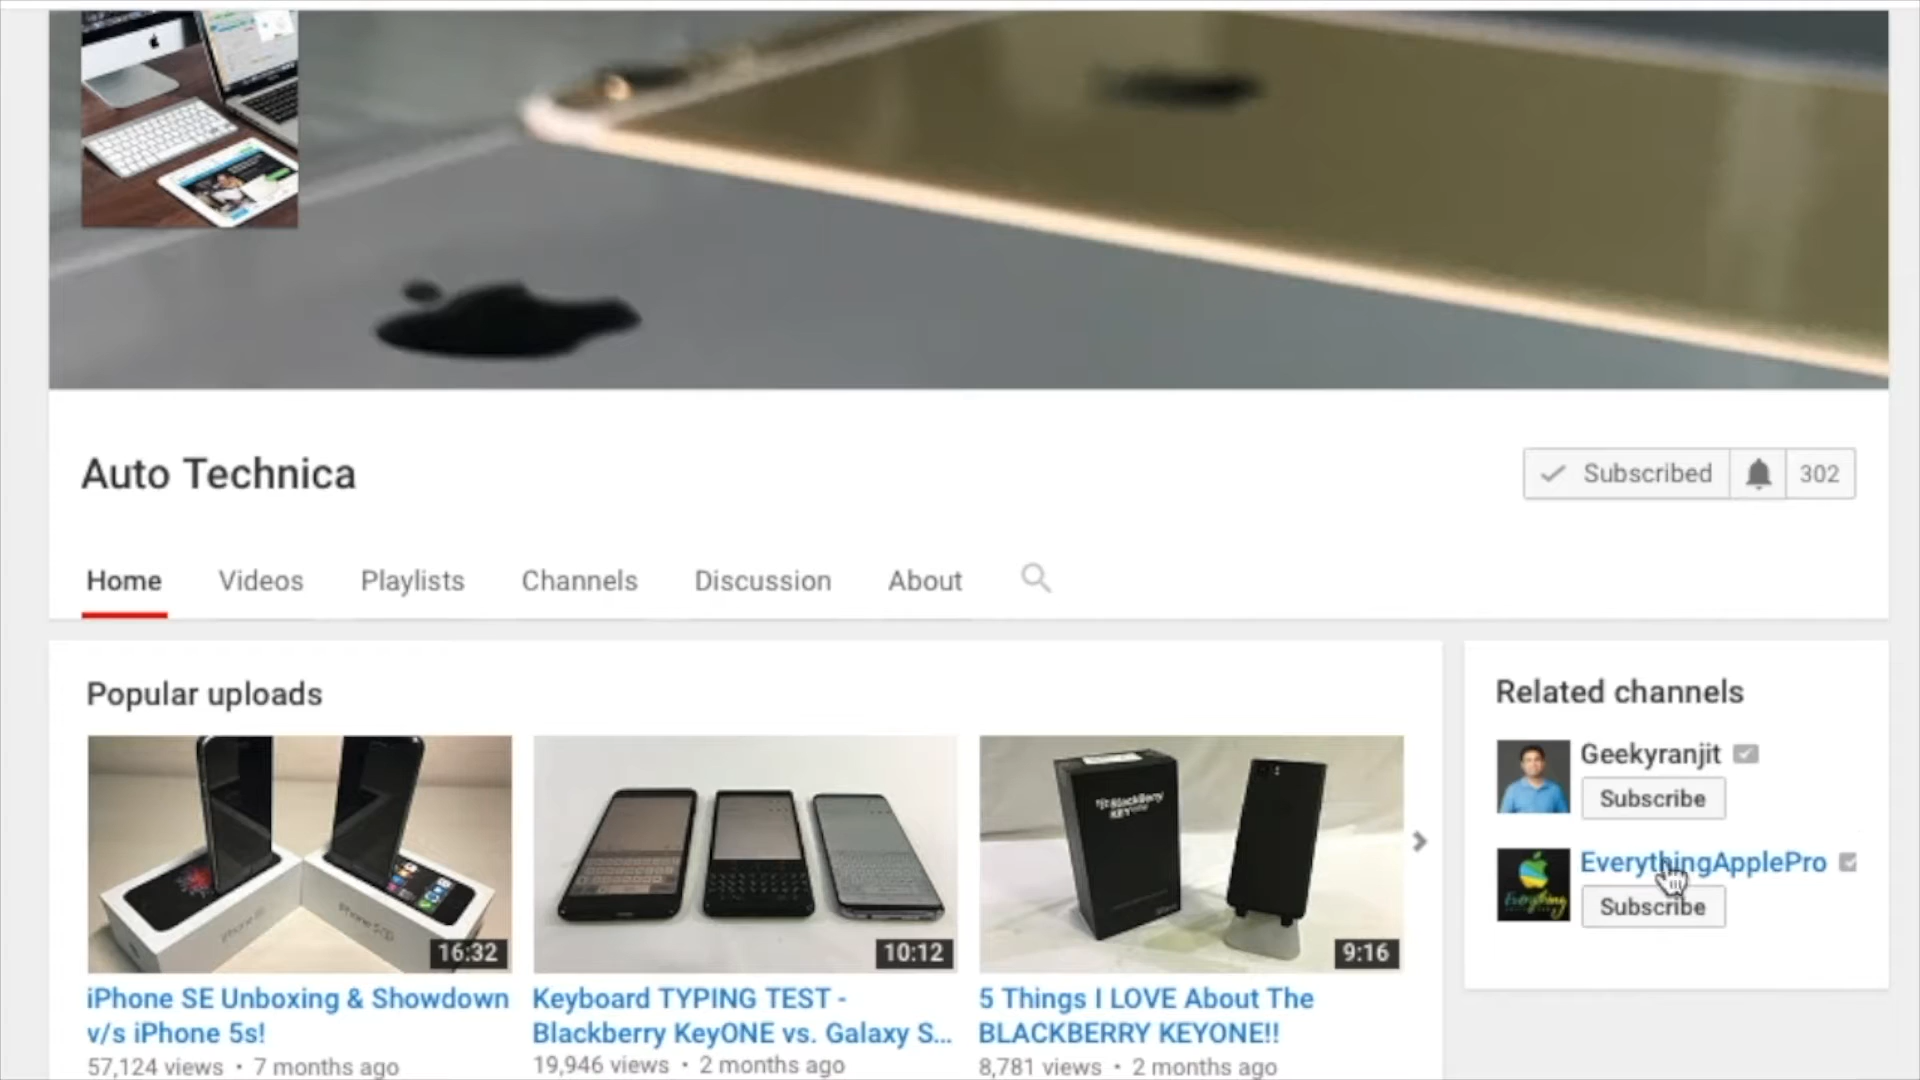 Auto Technica
Subscribed 302
Home Videos Playlists Channels Discussion About
Popular uploads
Related channels
Geekyranjit
Subscribe
EverythingApplePro
Subscribe
Everything
BlackBerry
KEYone
16:32
10:12
9:16
iPhone SE Unboxing & Showdown
v/s iPhone 5s!
57,124 views • 7 months ago
Keyboard TYPING TEST -
Blackberry KeyONE vs. Galaxy S...
19,946 views • 2 months ago
5 Things I LOVE About The
BLACKBERRY KEYONE!!
8,781 views • 2 months ago